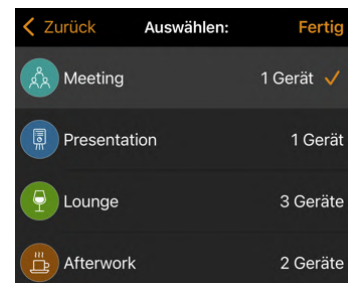 Zurück Auswählen: Fertig
Meeting 1 Gerät
Presentation 1 Gerät
Lounge 3 Geräte
Afterwork 2 Geräte